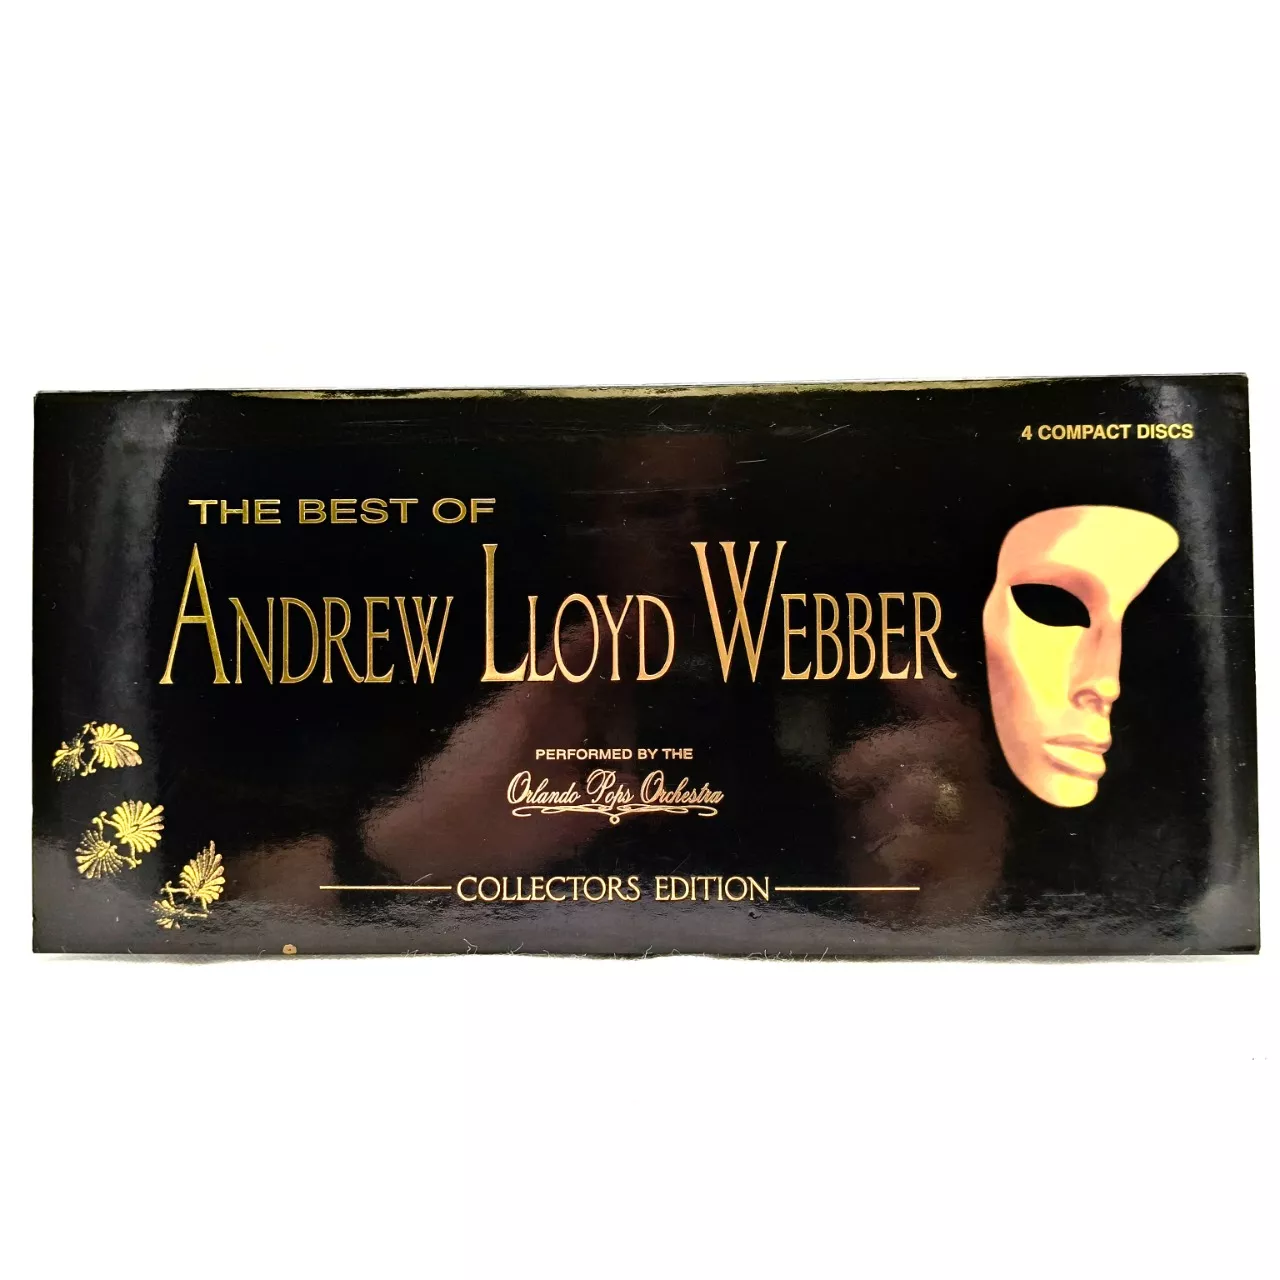 4 COMPACT DISCS
THE BEST OF
ANDREW LLOYD WEBBER
PERFORMED BY THE
Orlando Pops Orchestra
COLLECTORS EDITION